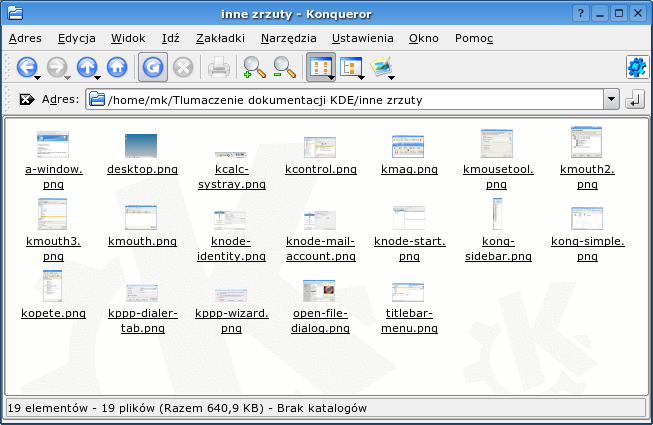 inne zrzuty - Konqueror
Adres Edycja Widok Idź Zakładki Narzędzia Ustawienia Okno Pomoc
Adres: /home/mk/Tlumaczenie dokumentacji KDE/inne zrzuty
a-window. desktop.png kcalc- kcontrol.png kmag.png kmousetool. kmouth2.
png systray.png png png
kmouth3. kmouth.png knode- knode-mail- knode-start. konq- konq-simple.
png identity.png account.png png sidebar.png png
kopete.png kppp-dialer- kppp-wizard. open-file- titlebar-
tab.png png dialog.png menu.png
19 elementów - 19 plików (Razem 640,9 KB) - Brak katalogów